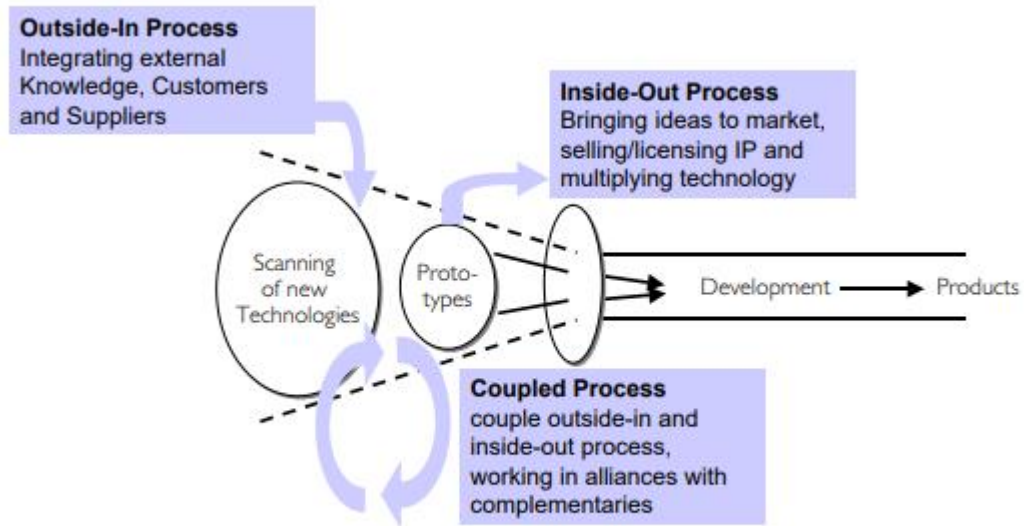 Outside-In Process
Integrating external
Knowledge, Customers
and Suppliers
Inside-Out Process
Bringing ideas to market,
selling/licensing IP and
multiplying technology
Scanning
of new
Technologies
Proto-
types
Development
Products
Coupled Process
couple outside-in and
inside-out process,
working in alliances with
complementaries